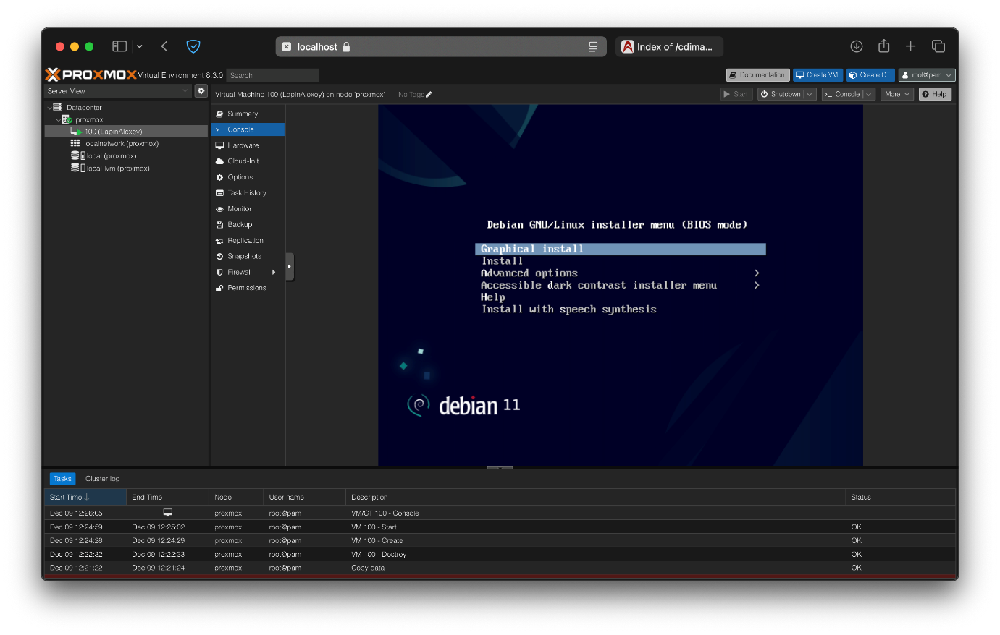 localhost
Index of /cdima...
PROXMOX Virtual Environment 8.3.0 Search
Documentation Create VM Create CT root@pam
Server View
Virtual Machine 100 (LapinAlexey) on node 'proxmox' No Tags
Start Shutdown Console More Help
Datacenter
proxmox
100 (LapinAlexey)
localnetwork (proxmox)
local (proxmox)
local-lvm (proxmox)
Summary
Console
Hardware
Cloud-Init
Options
Task History
Monitor
Backup
Replication
Snapshots
Firewall
Permissions
Debian GNU/Linux installer menu (BIOS mode)
Graphical install
Install
Advanced options >
Accessible dark contrast installer menu >
Help
Install with speech synthesis
debian 11
Tasks Cluster log
Start Time End Time Node User name Description Status
Dec 09 12:26:05 proxmox root@pam VM/CT 100 - Console
Dec 09 12:24:59 Dec 09 12:25:02 proxmox root@pam VM 100 - Start OK
Dec 09 12:24:28 Dec 09 12:24:29 proxmox root@pam VM 100 - Create OK
Dec 09 12:22:32 Dec 09 12:22:33 proxmox root@pam VM 100 - Destroy OK
Dec 09 12:21:22 Dec 09 12:21:24 proxmox root@pam Copy data OK